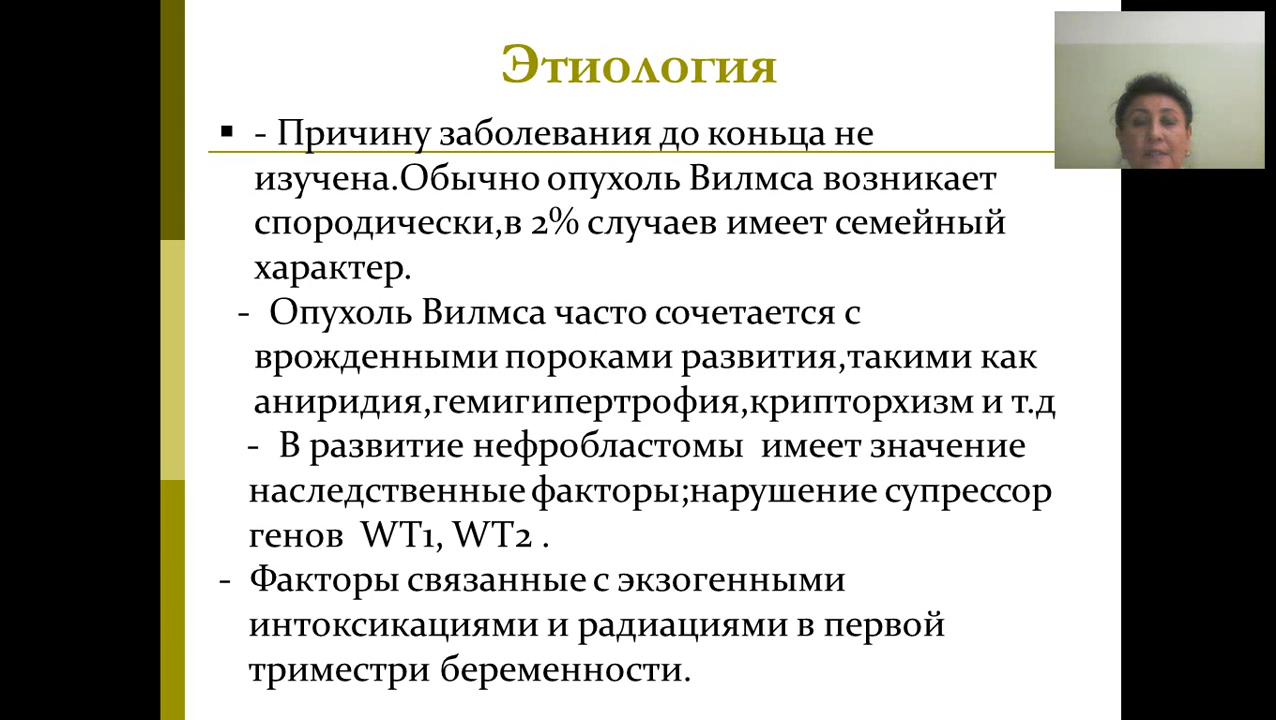 Этиология
- Причину заболевания до коньца не
изучена.Обычно опухоль Вилмса возникает
спородически,в 2% случаев имеет семейный
характер.
- Опухоль Вилмса часто сочетается с
врожденными пороками развития,такими как
аниридия,гемигипертрофия,крипторхизм и т.д
- В развитие нефробластомы имеет значение
наследственные факторы;нарушение супрессор
генов WT1, WT2 .
- Факторы связанные с экзогенными
интоксикациями и радиациями в первой
триместри беременности.